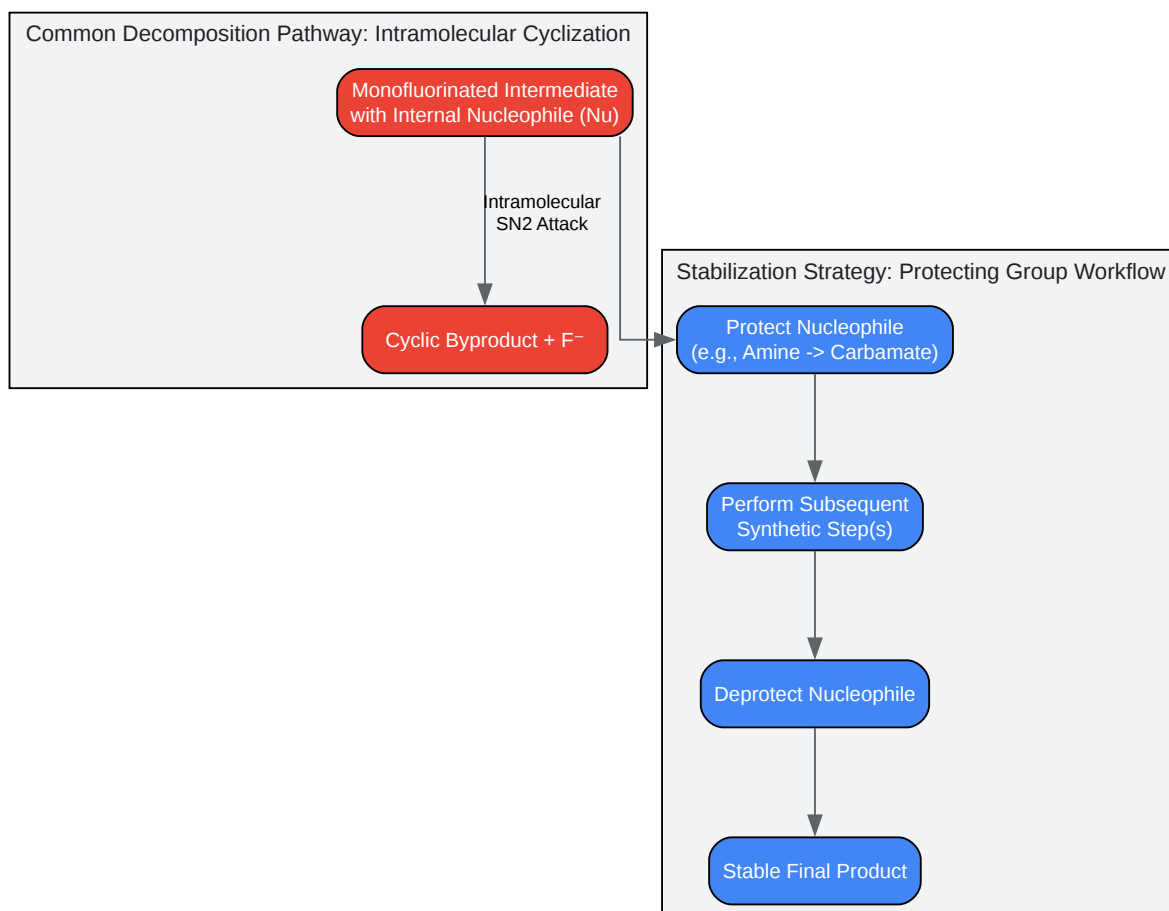 Common Decomposition Pathway: Intramolecular Cyclization
Monofluorinated Intermediate
with Internal Nucleophile (Nu)
Intramolecular
SN2 Attack
Cyclic Byproduct + F⁻
Stabilization Strategy: Protecting Group Workflow
Protect Nucleophile
(e.g., Amine -> Carbamate)
Perform Subsequent
Synthetic Step(s)
Deprotect Nucleophile
Stable Final Product